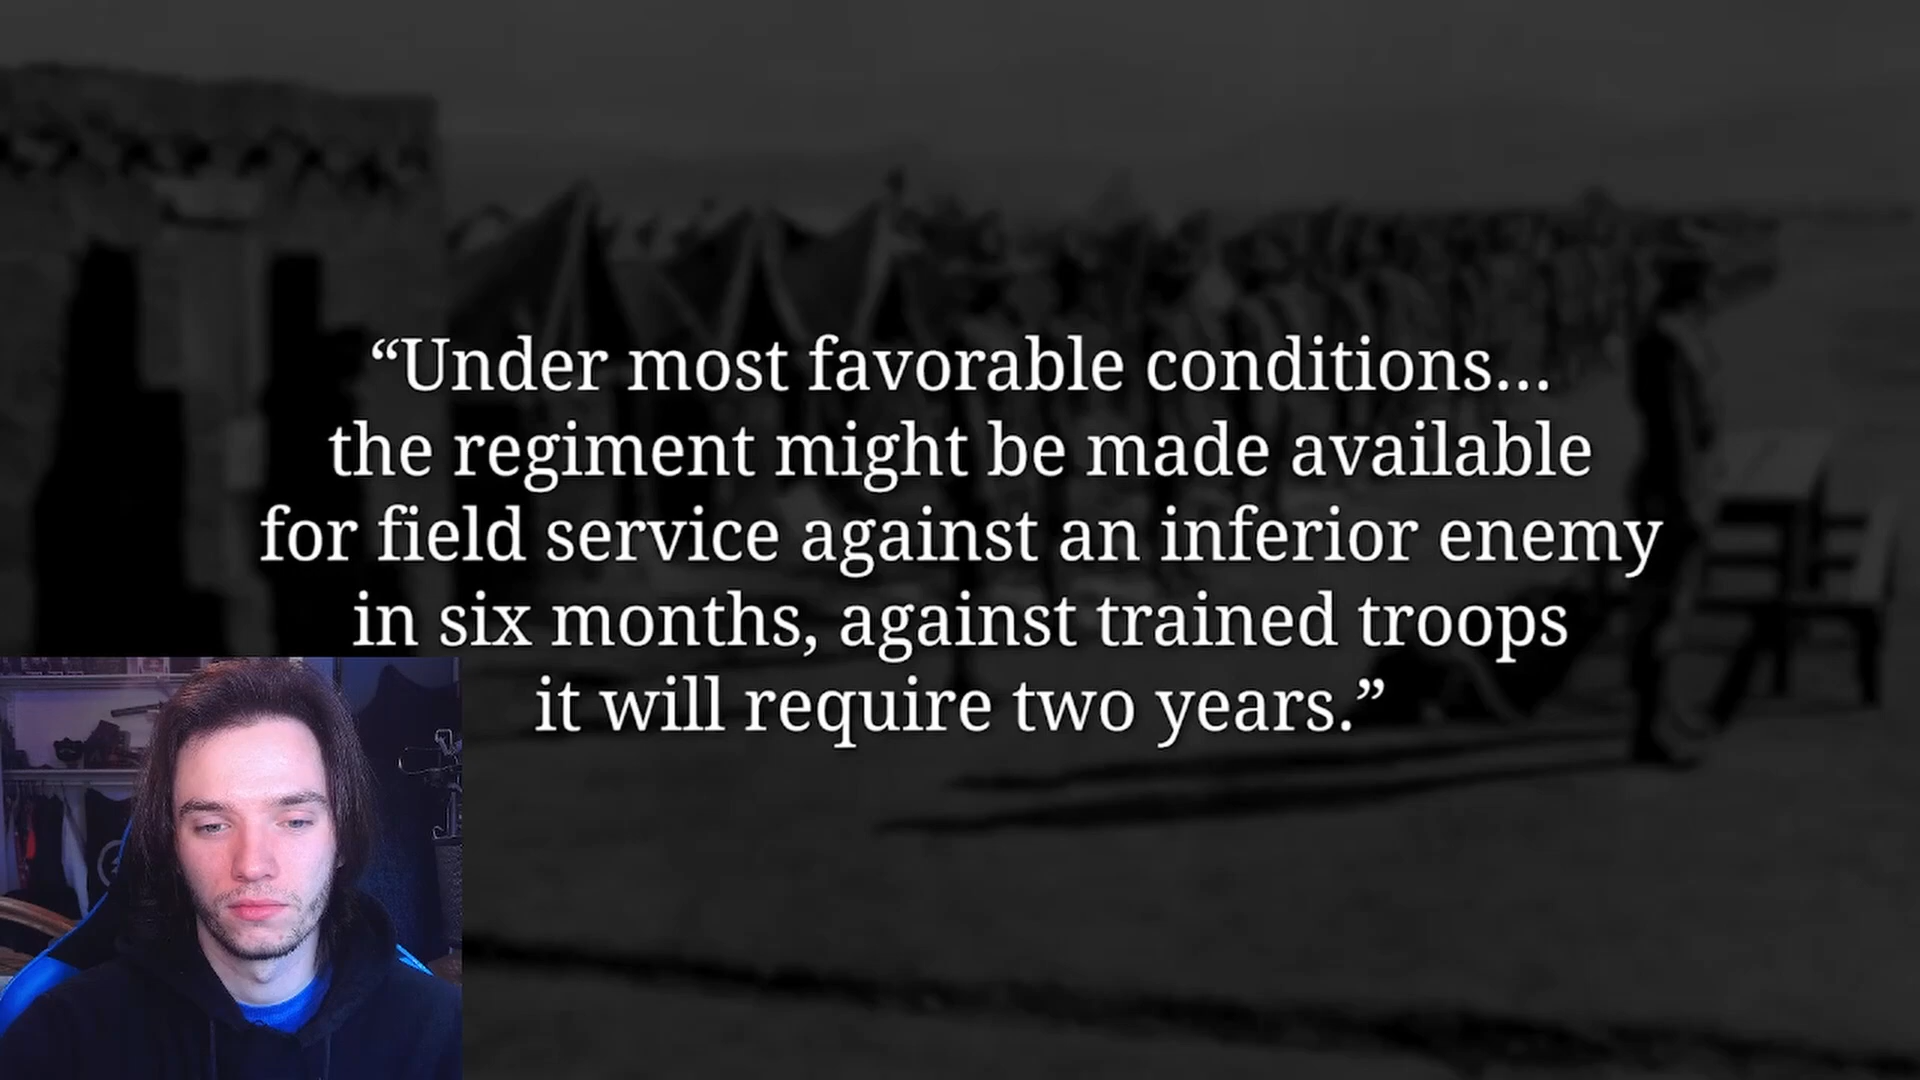 “Under most favorable conditions...
the regiment might be made available
for field service against an inferior enemy
in six months, against trained troops
it will require two years.”